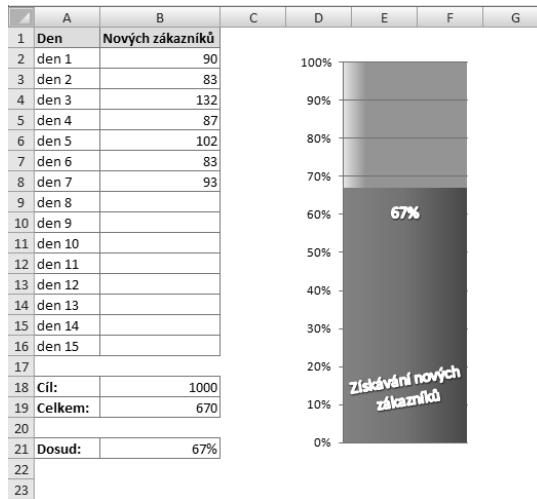 A B C D E F G
1 Den Nových zákazníků
2 den 1 90
3 den 2 83
4 den 3 132
5 den 4 87
6 den 5 102
7 den 6 83
8 den 7 93
9 den 8
10 den 9
11 den 10
12 den 11
13 den 12
14 den 13
15 den 14
16 den 15
17
18 Cíl: 1000
19 Celkem: 670
20
21 Dosud: 67%
22
23
100%
90%
80%
70%
60%
50%
40%
30%
20%
10%
0%
67%
Získávání nových
zákazníků